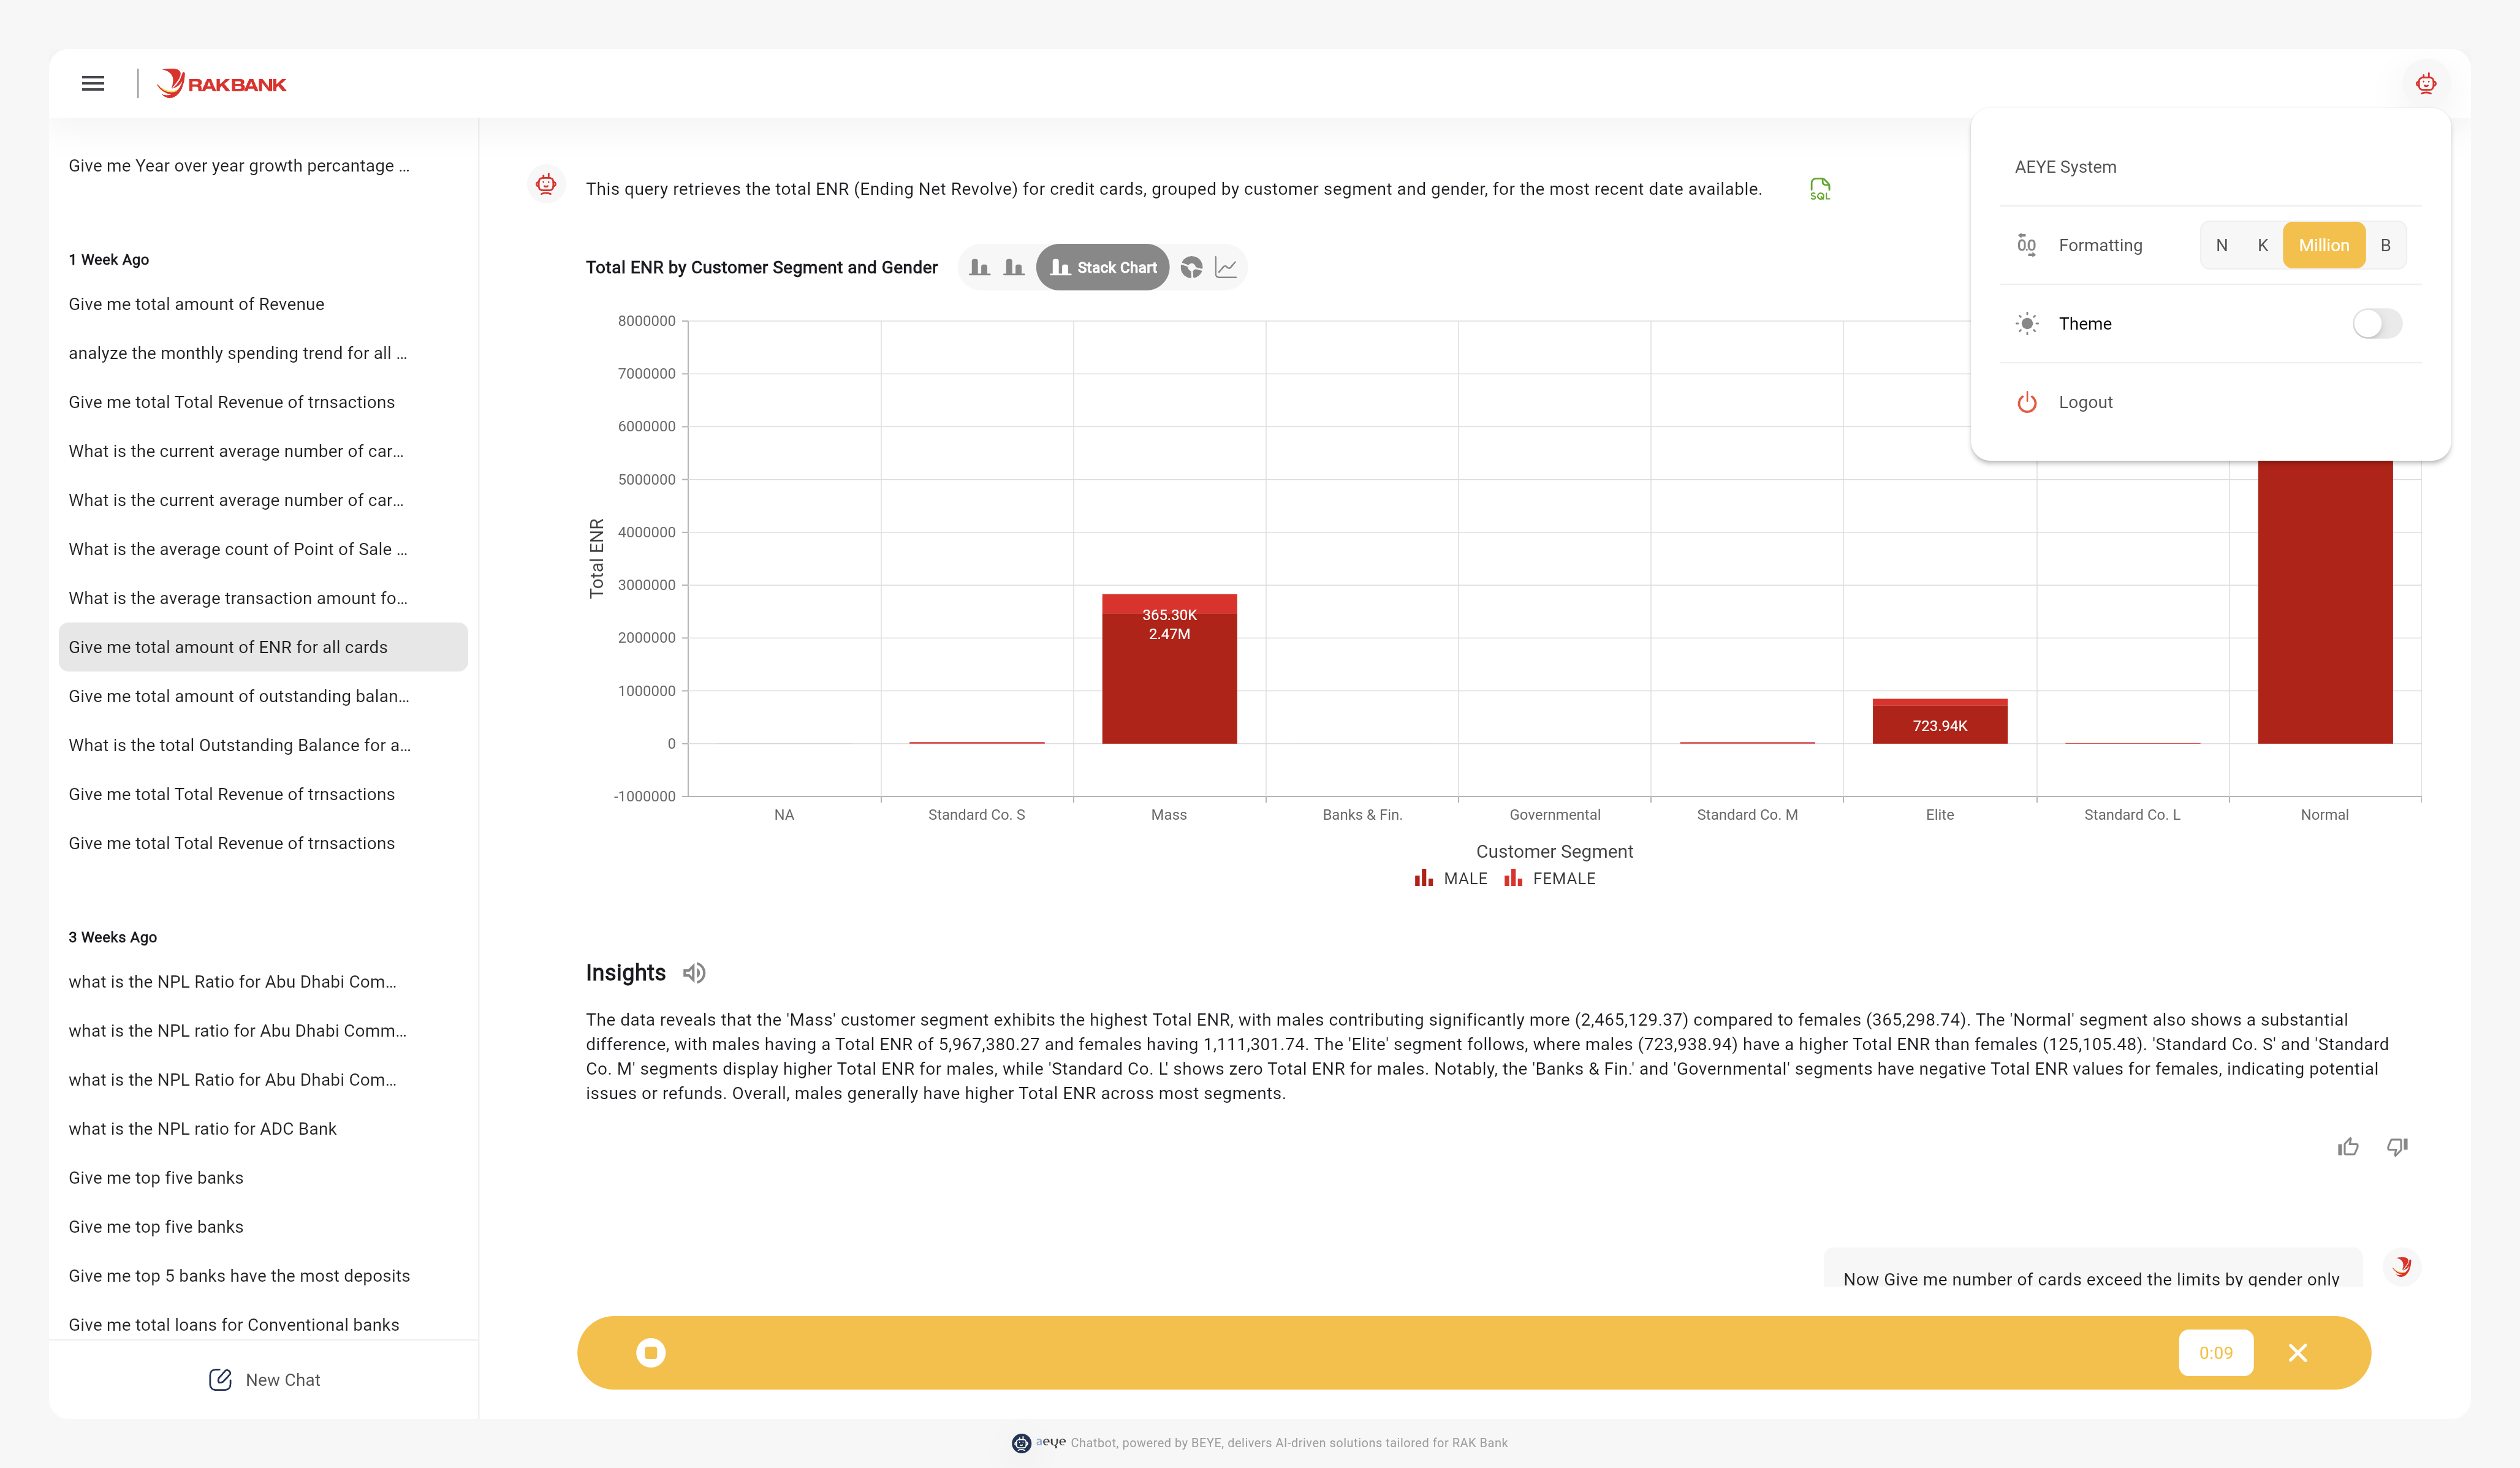 RAKBANK
Give me Year over year growth percantage ...
1 Week Ago
Give me total amount of Revenue
analyze the monthly spending trend for all ...
Give me total Total Revenue of trnsactions
What is the current average number of car...
What is the current average number of car...
What is the average count of Point of Sale ...
What is the average transaction amount fo...
Give me total amount of ENR for all cards
Give me total amount of outstanding balan...
What is the total Outstanding Balance for a...
Give me total Total Revenue of trnsactions
Give me total Total Revenue of trnsactions
3 Weeks Ago
what is the NPL Ratio for Abu Dhabi Com...
what is the NPL ratio for Abu Dhabi Comm...
what is the NPL Ratio for Abu Dhabi Com...
what is the NPL ratio for ADC Bank
Give me top five banks
Give me top five banks
Give me top 5 banks have the most deposits
Give me total loans for Conventional banks
New Chat
This query retrieves the total ENR (Ending Net Revolve) for credit cards, grouped by customer segment and gender, for the most recent date available.
SQL
Total ENR by Customer Segment and Gender
Stack Chart
AEYE System
0.0 Formatting N K Million B
Theme
Logout
Total ENR
8000000
7000000
6000000
5000000
4000000
3000000
2000000
1000000
0
-1000000
365.30K
2.47M
723.94K
NA Standard Co. S Mass Banks & Fin. Governmental Standard Co. M Elite Standard Co. L Normal
Customer Segment
MALE FEMALE
Insights
The data reveals that the 'Mass' customer segment exhibits the highest Total ENR, with males contributing significantly more (2,465,129.37) compared to females (365,298.74). The 'Normal' segment also shows a substantial
difference, with males having a Total ENR of 5,967,380.27 and females having 1,111,301.74. The 'Elite' segment follows, where males (723,938.94) have a higher Total ENR than females (125,105.48). 'Standard Co. S' and 'Standard
Co. M' segments display higher Total ENR for males, while 'Standard Co. L' shows zero Total ENR for males. Notably, the 'Banks & Fin.' and 'Governmental' segments have negative Total ENR values for females, indicating potential
issues or refunds. Overall, males generally have higher Total ENR across most segments.
Now Give me number of cards exceed the limits by gender only
0:09
aeye Chatbot, powered by BEYE, delivers AI-driven solutions tailored for RAK Bank